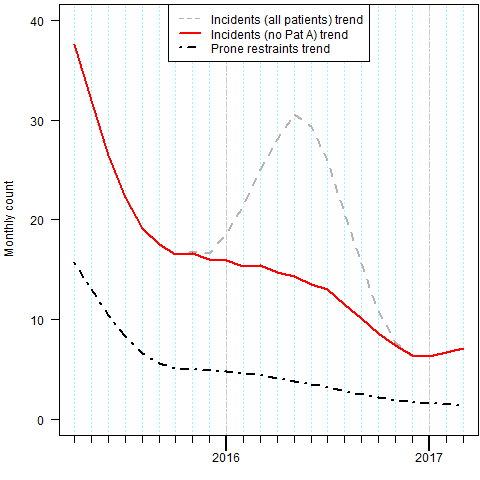 Incidents (all patients) trend
Incidents (no Pat A) trend
Prone restraints trend
Monthly count
40
30
20
10
0
2016
2017